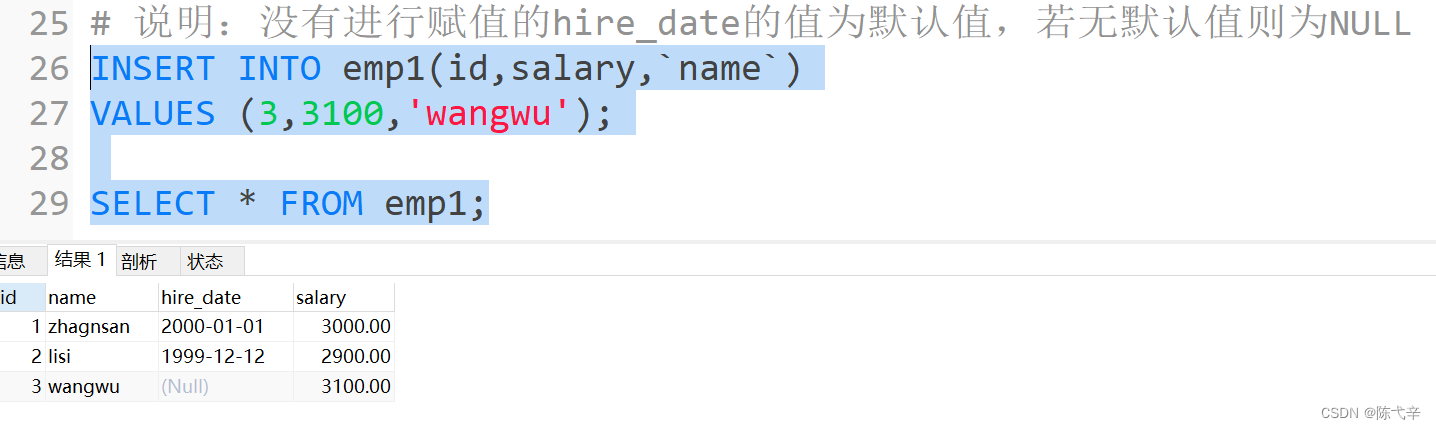 25 # 说明：没有进行赋值的hire_date的值为默认值，若无默认值则为NULL
26 INSERT INTO emp1(id,salary,`name`)
27 VALUES (3,3100,'wangwu');
28
29 SELECT * FROM emp1;
信息 结果 1 剖析 状态
id name hire_date salary
1 zhagnsan 2000-01-01 3000.00
2 lisi 1999-12-12 2900.00
3 wangwu (Null) 3100.00
CSDN @陈弋辛